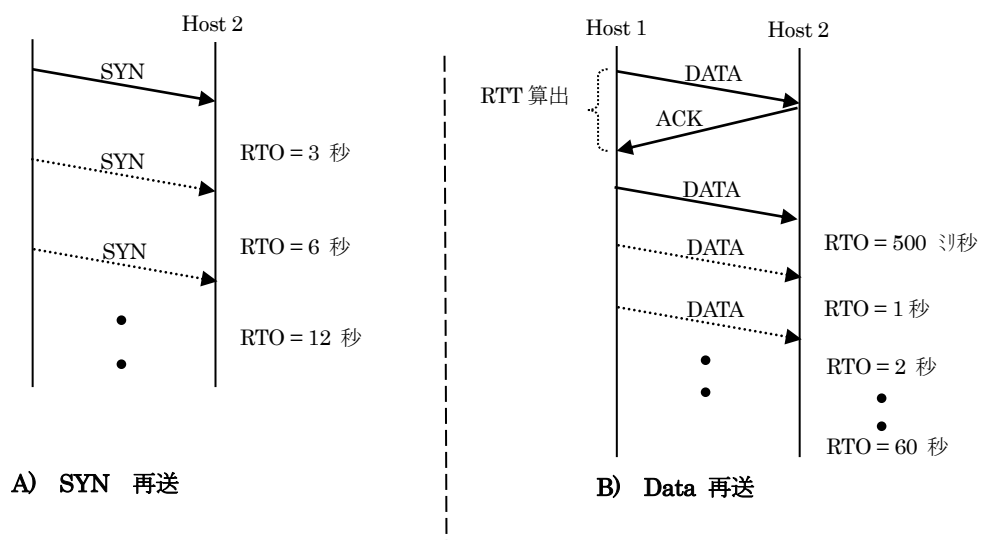 Host 2
SYN
RTO = 3 秒
SYN
RTO = 6 秒
SYN
RTO = 12 秒
A) SYN 再送
Host 1
Host 2
RTT 算出
DATA
ACK
DATA
RTO = 500 ﾐﾘ秒
DATA
RTO = 1 秒
DATA
RTO = 2 秒
RTO = 60 秒
B) Data 再送